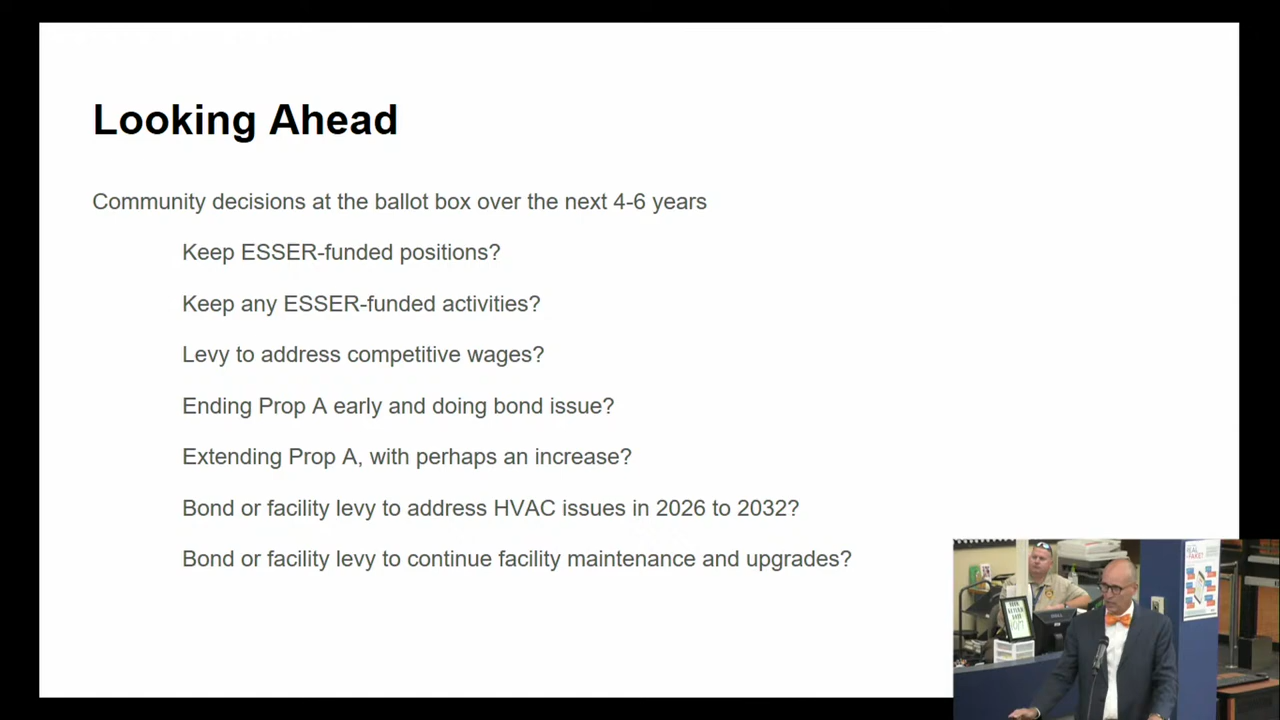 Looking Ahead
Community decisions at the ballot box over the next 4-6 years
Keep ESSER-funded positions?
Keep any ESSER-funded activities?
Levy to address competitive wages?
Ending Prop A early and doing bond issue?
Extending Prop A, with perhaps an increase?
Bond or facility levy to address HVAC issues in 2026 to 2032?
Bond or facility levy to continue facility maintenance and upgrades?